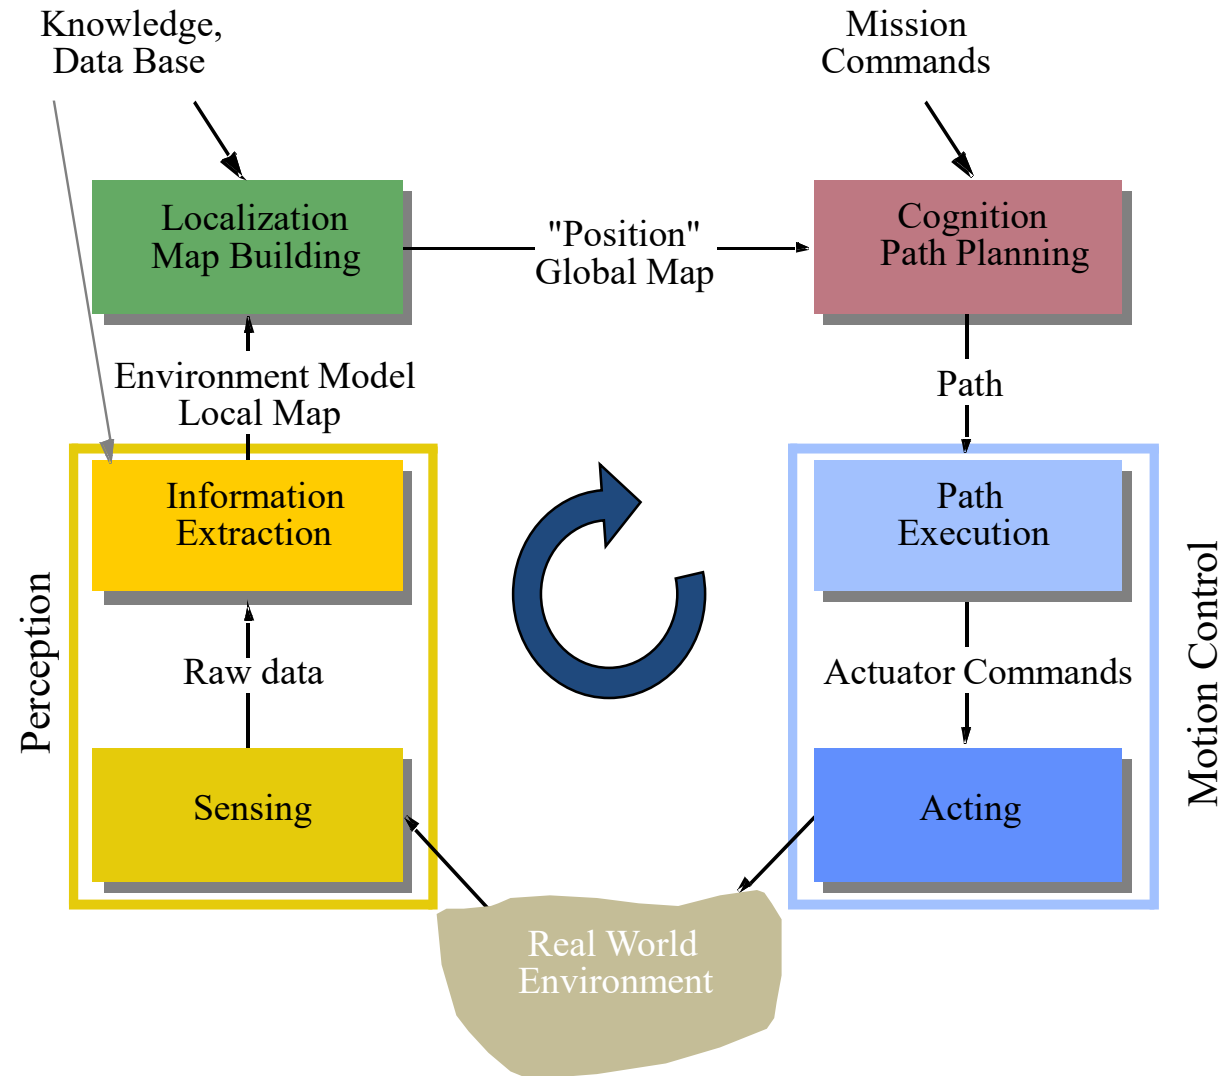 Knowledge,
Data Base
Mission
Commands
Localization
Map Building
"Position"
Global Map
Cognition
Path Planning
Environment Model
Local Map
Path
Information
Extraction
Path
Execution
Perception
Motion Control
Raw data
Actuator Commands
Sensing
Acting
Real World
Environment